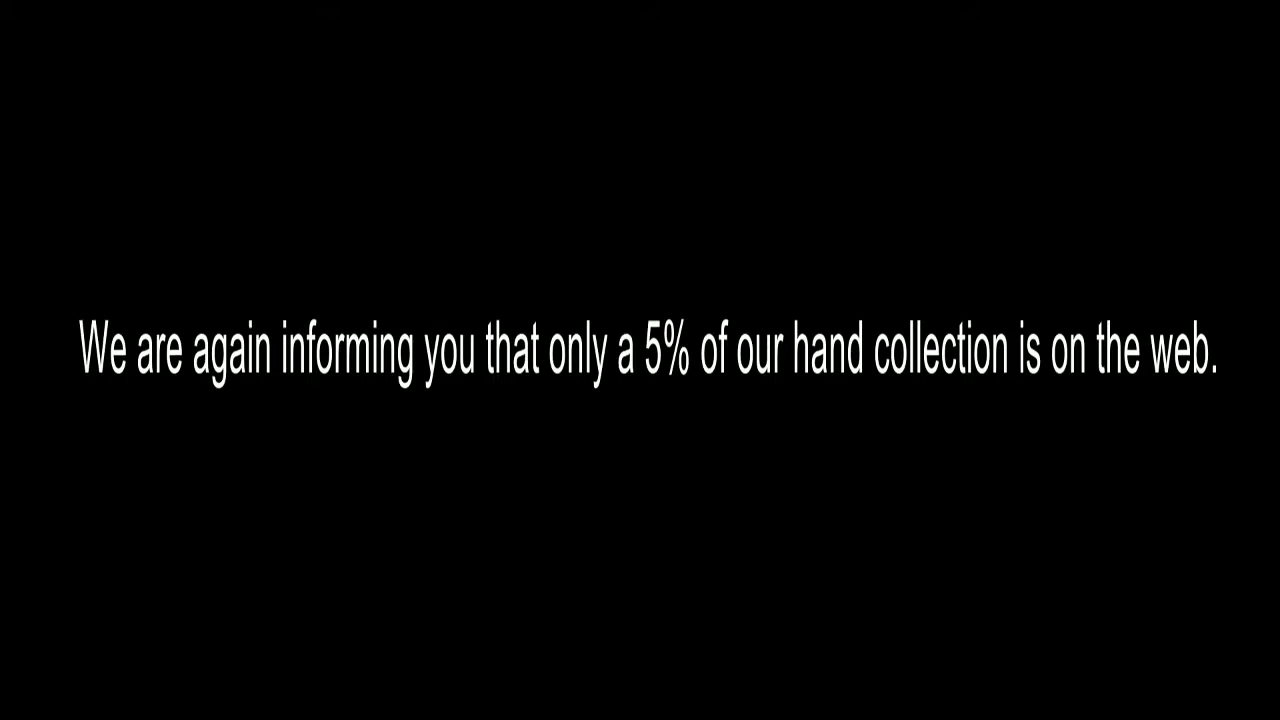 We are again informing you that only a 5% of our hand collection is on the web.